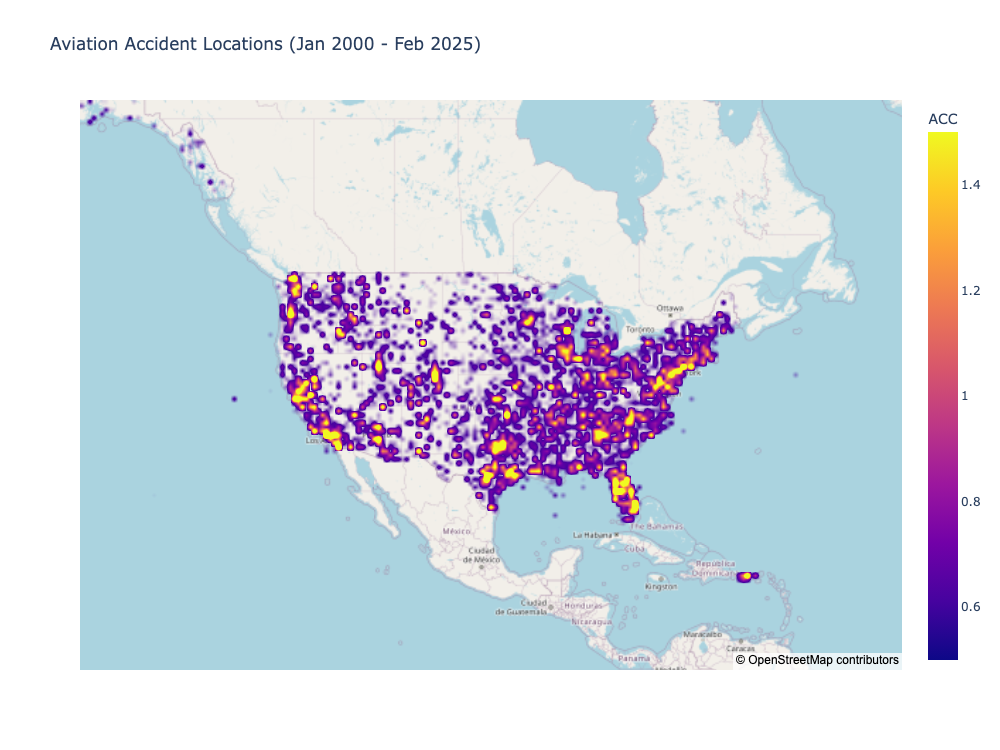 Aviation Accident Locations (Jan 2000 - Feb 2025)
ACC
1.4
1.2
1
0.8
0.6
Ottawa
Toronto
York
Los A
México
Ciudad
de México
La Habana
The Bahamas
Cuba
República
Dominicana
Kingston
Ciudad
de Guatemala
Honduras
Nicaragua
Maracaibo
Caracas
Panama
© OpenStreetMap contributors